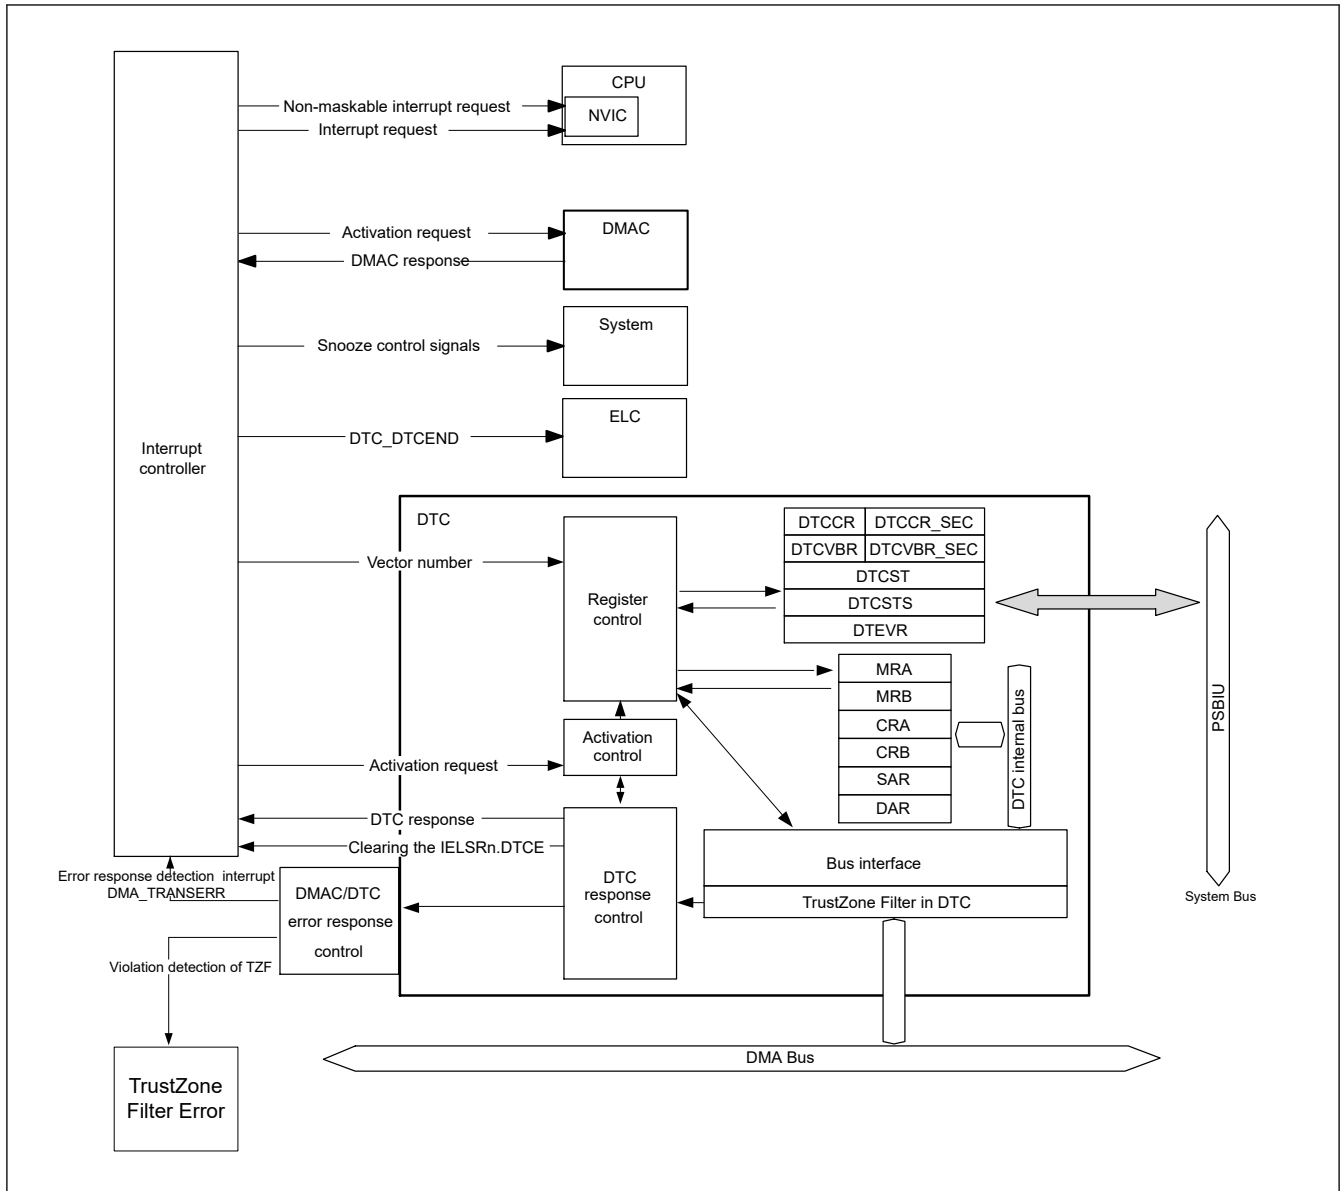 CPU
Non-maskable interrupt request
NVIC
Interrupt request
Activation request
DMAC
DMAC response
System
Snooze control signals
ELC
DTC_DTCEND
Interrupt
controller
DTC
DTCCR DTCCR_SEC
DTCVBR DTCVBR_SEC
Vector number
DTCST
Register
control
DTCSTS
DTEVR
MRA
MRB
CRA
CRB
SAR
DAR
DTC internal bus
PSBIU
System Bus
Activation
control
Activation request
DTC response
Clearing the IELSRn.DTCE
Bus interface
TrustZone Filter in DTC
DTC
response
control
Error response detection interrupt
DMA_TRANSERR
DMAC/DTC
error response
control
Violation detection of TZF
DMA Bus
TrustZone
Filter Error